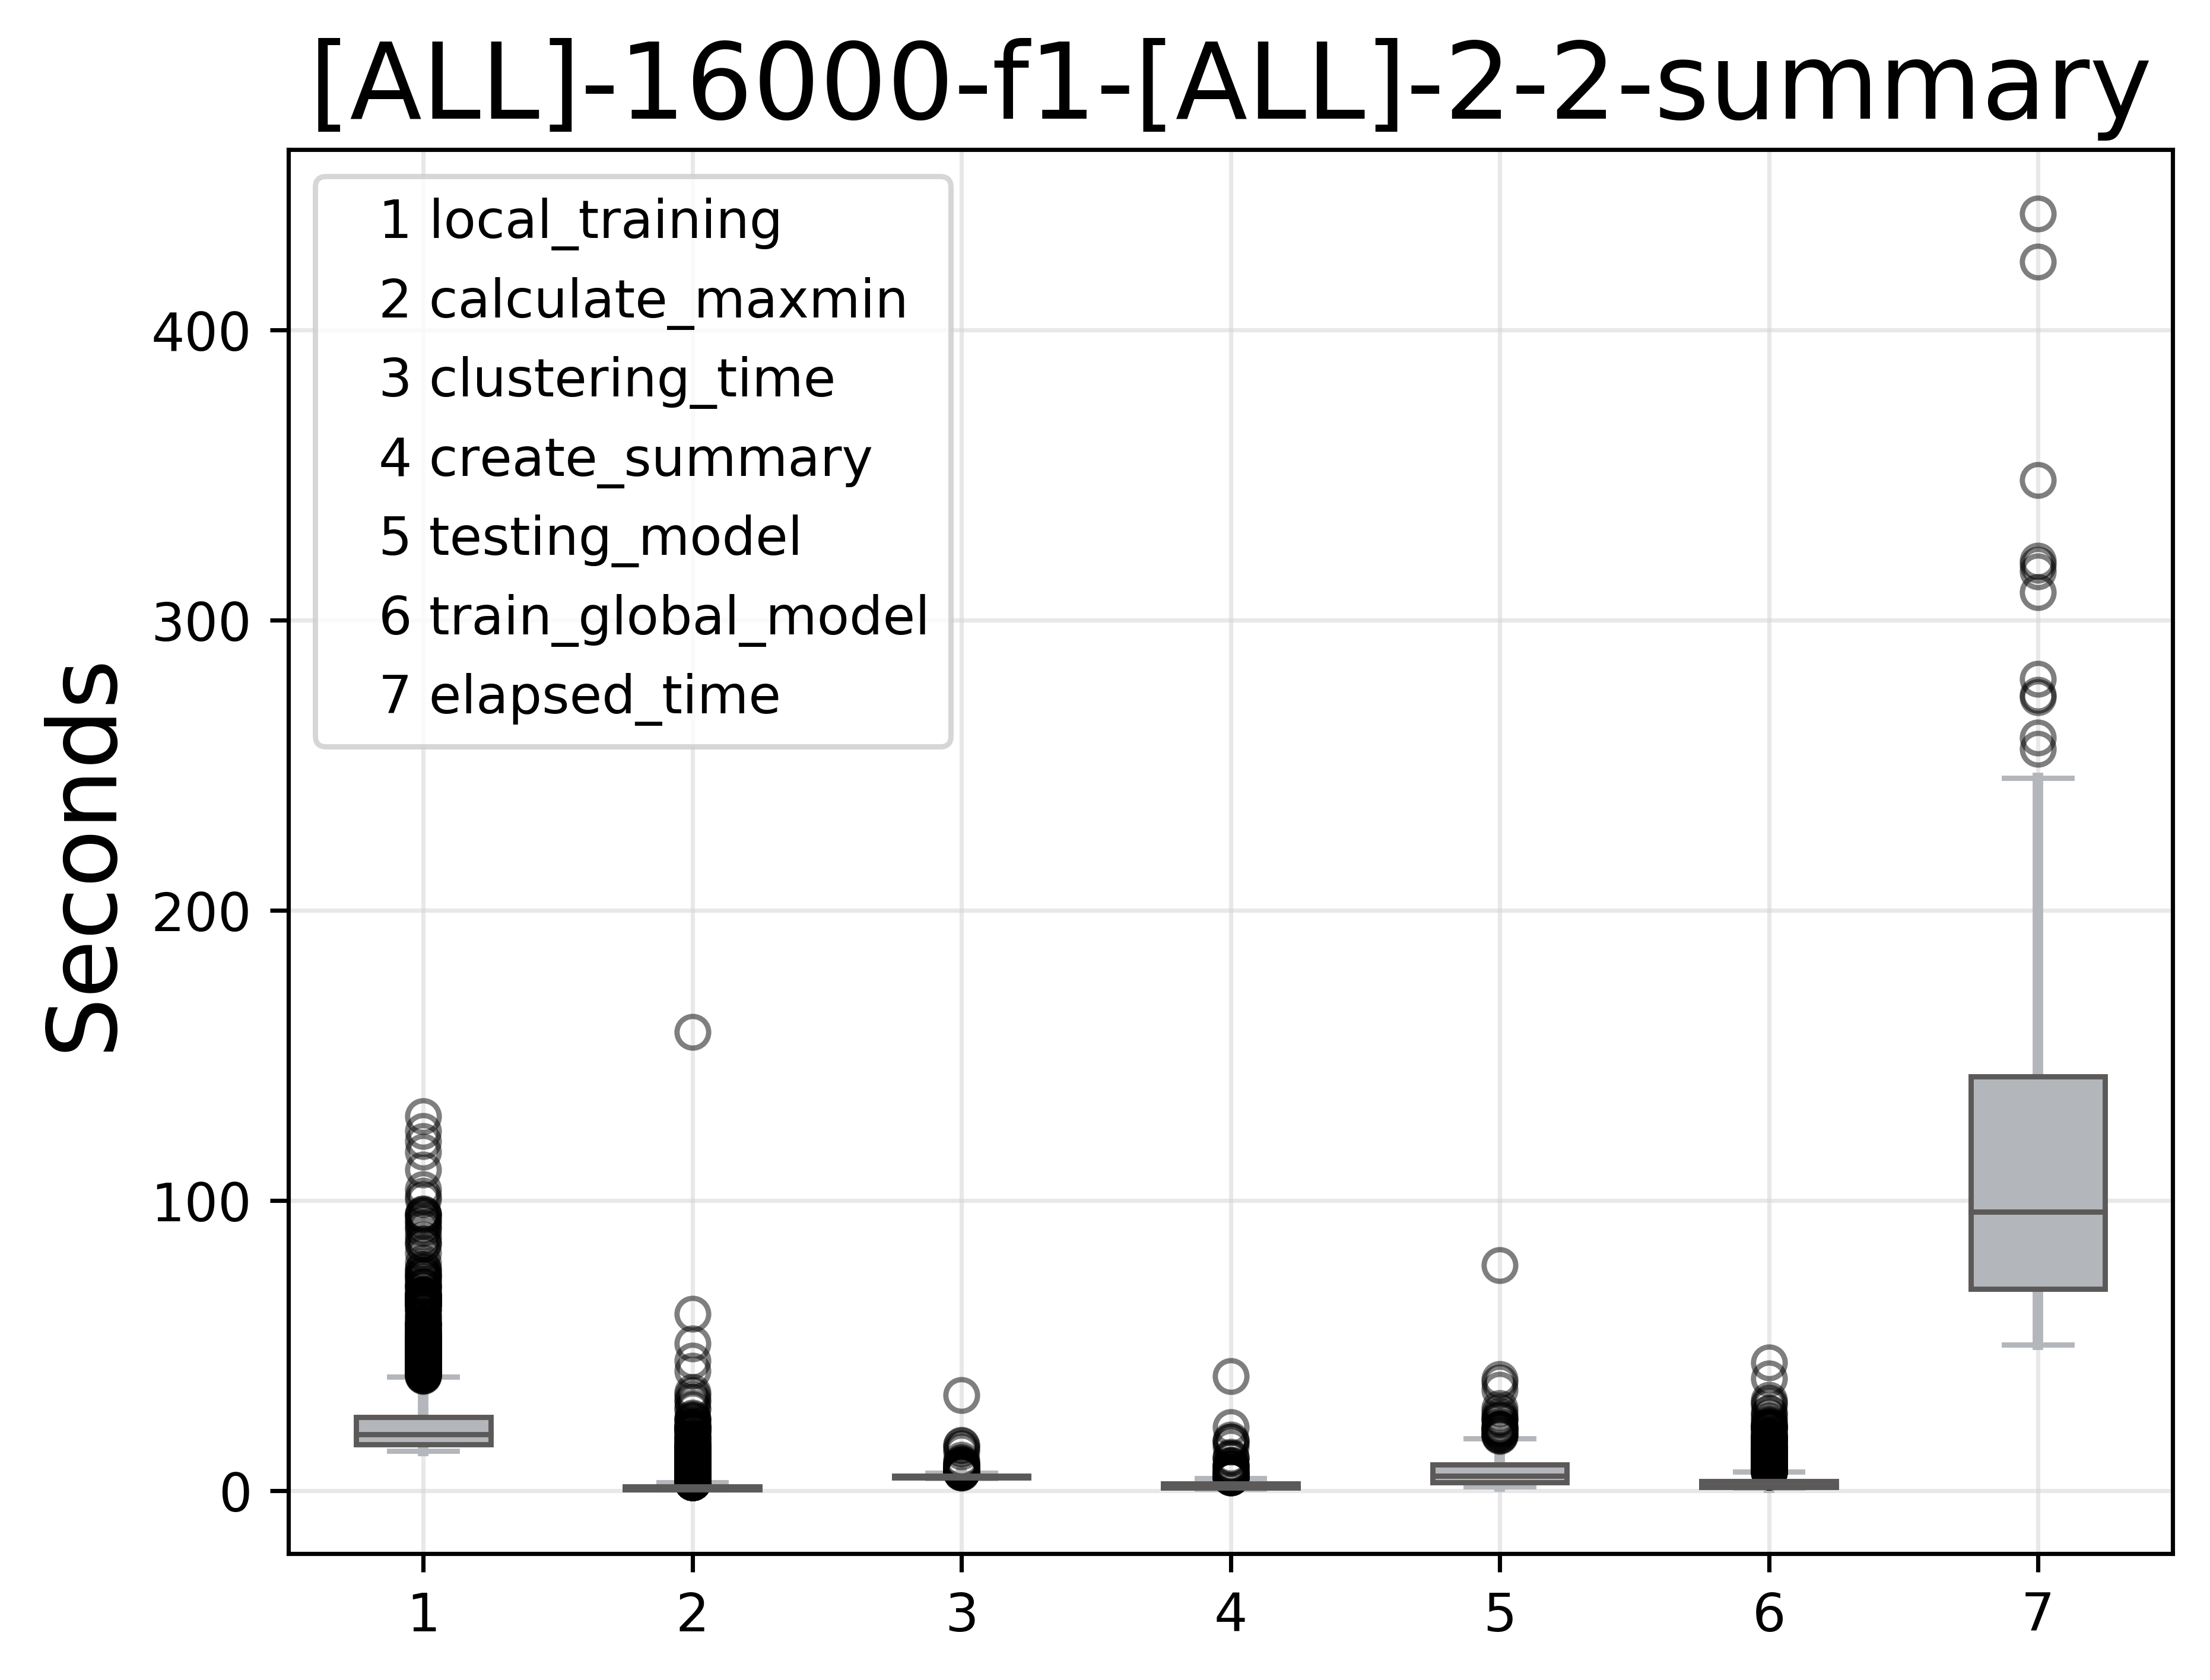 [ALL]-16000-f1-[ALL]-2-2-summary
1 local_training
2 calculate_maxmin
3 clustering_time
4 create_summary
5 testing_model
6 train_global_model
7 elapsed_time
Seconds
400
300
200
100
0
1 2 3 4 5 6 7